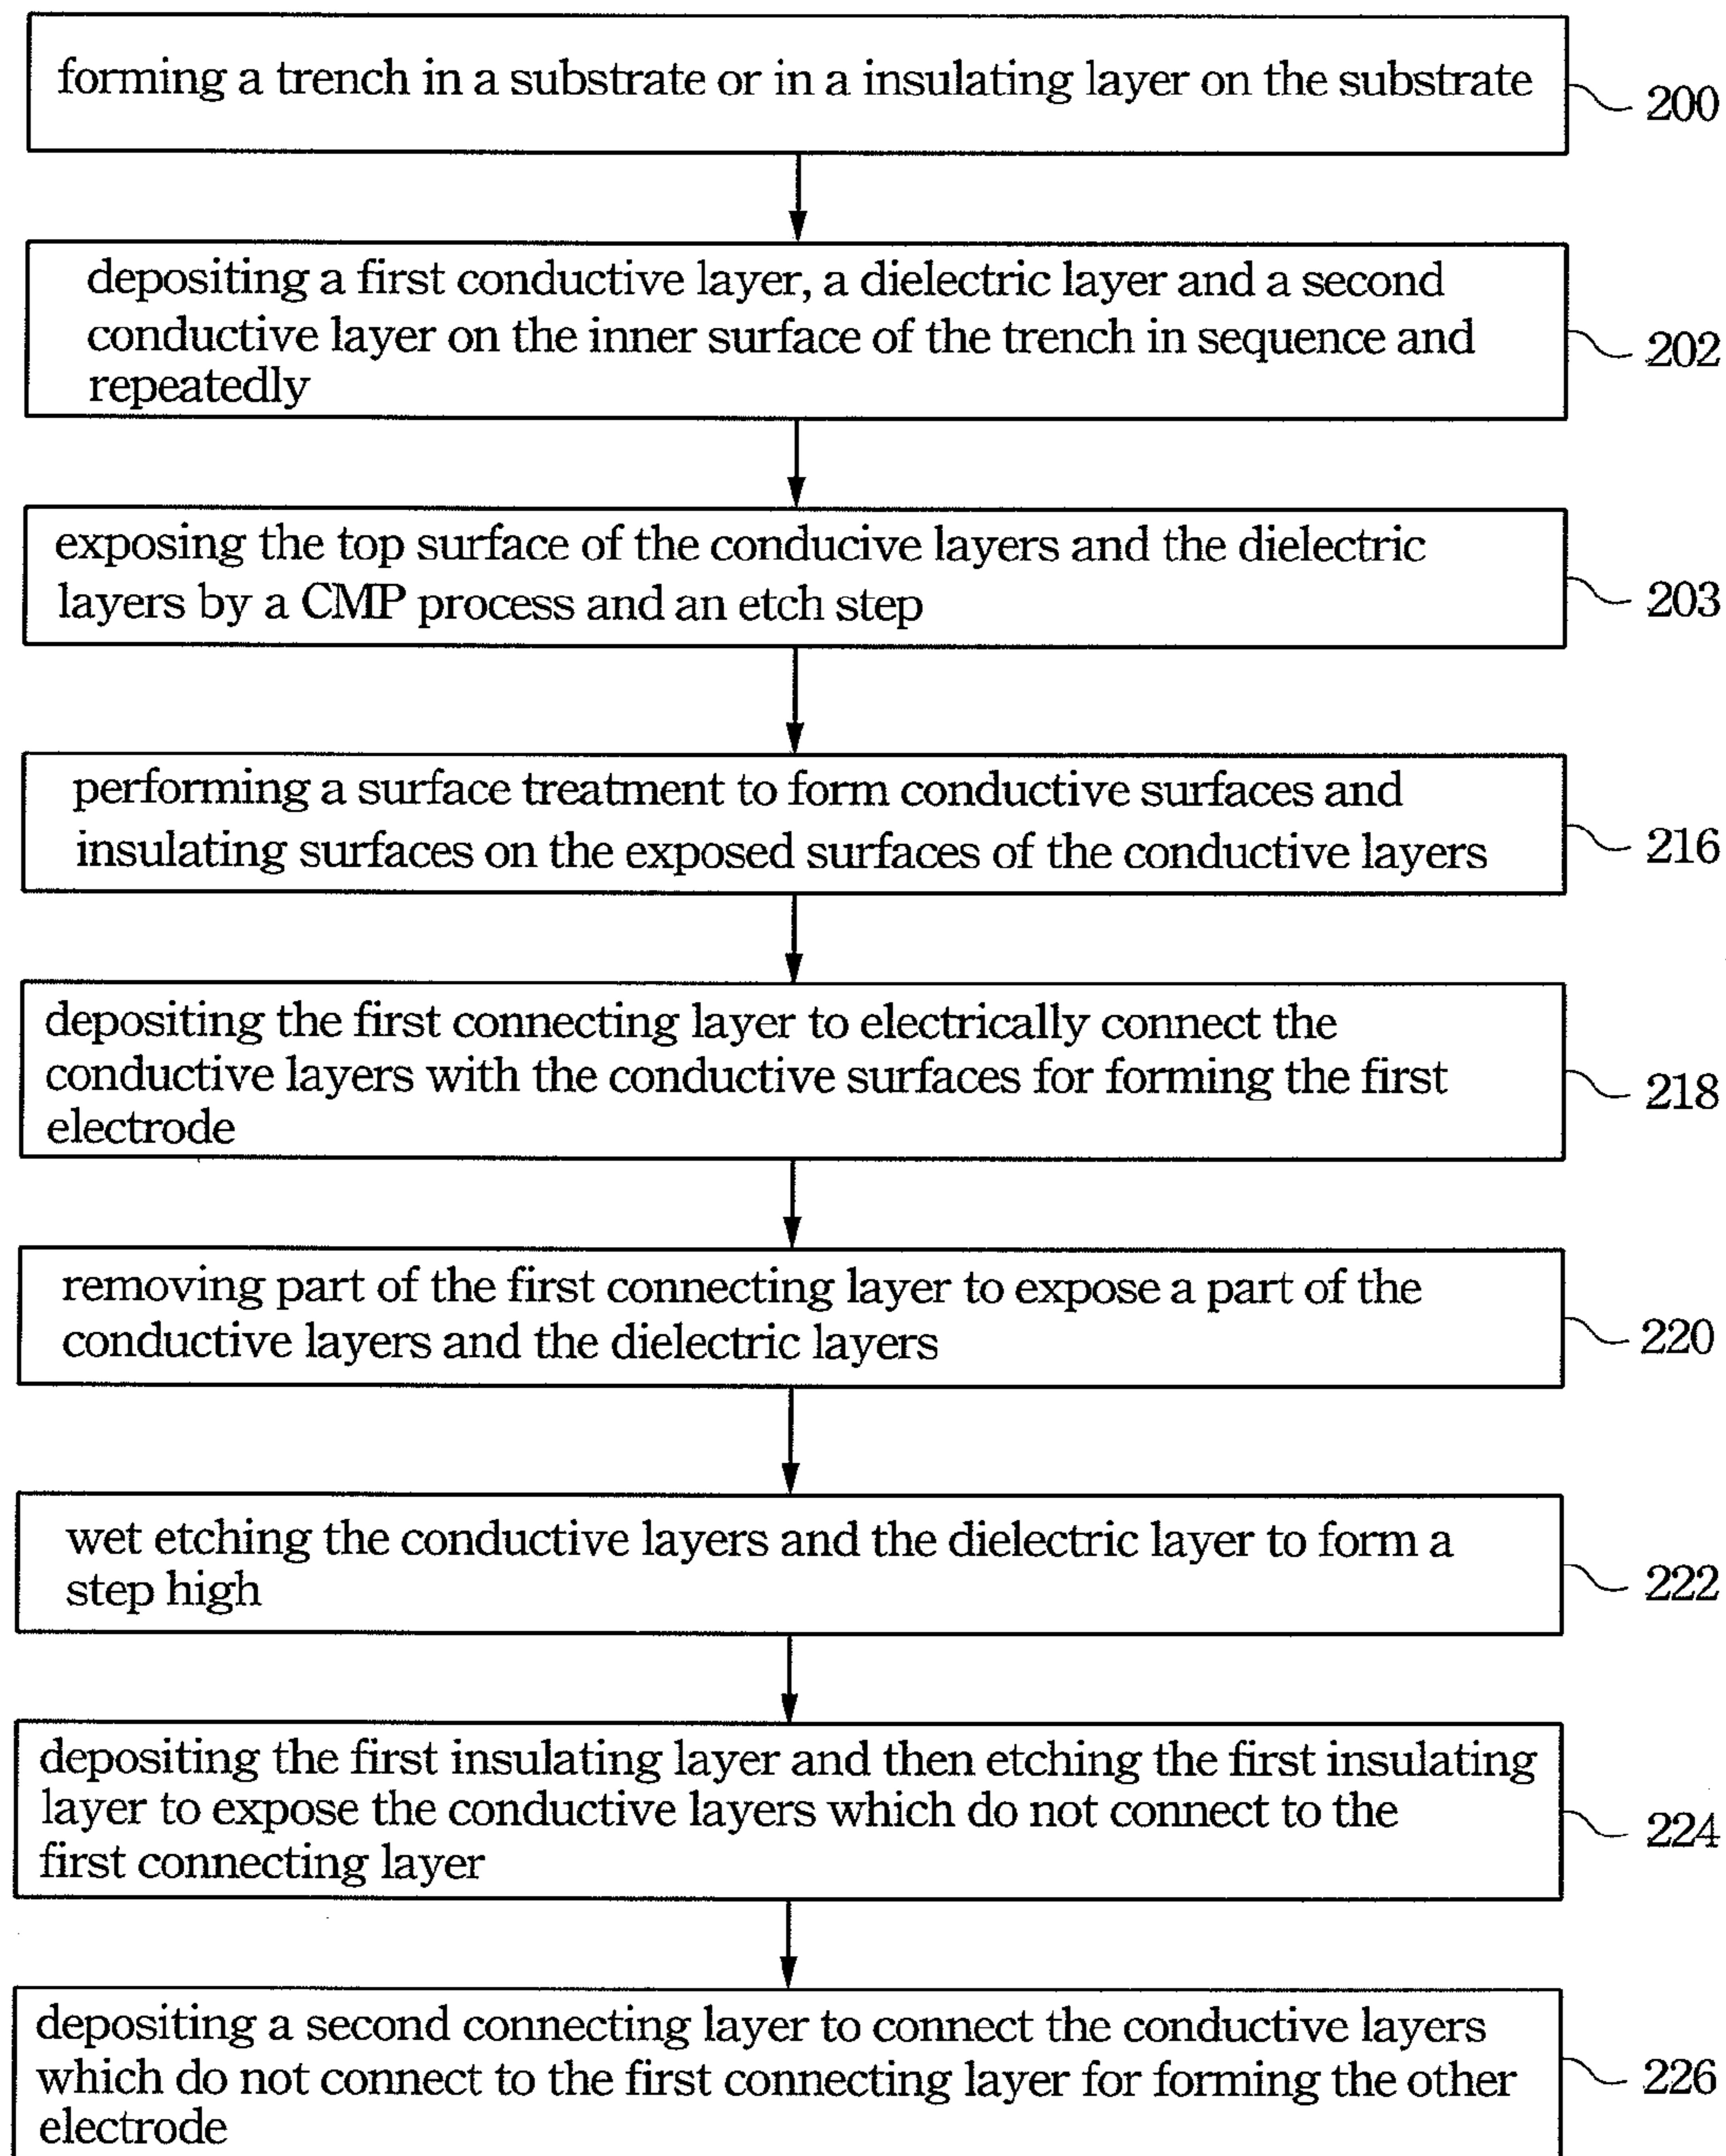 forming a trench in a substrate or in a insulating layer on the substrate
200
depositing a first conductive layer, a dielectric layer and a second
conductive layer on the inner surface of the trench in sequence and
repeatedly
202
exposing the top surface of the conducive layers and the dielectric
layers by a CMP process and an etch step
203
performing a surface treatment to form conductive surfaces and
insulating surfaces on the exposed surfaces of the conductive layers
216
depositing the first connecting layer to electrically connect the
conductive layers with the conductive surfaces for forming the first
electrode
218
removing part of the first connecting layer to expose a part of the
conductive layers and the dielectric layers
220
wet etching the conductive layers and the dielectric layer to form a
step high
222
depositing the first insulating layer and then etching the first insulating
layer to expose the conductive layers which do not connect to the
first connecting layer
224
depositing a second connecting layer to connect the conductive layers
which do not connect to the first connecting layer for forming the other
electrode
226